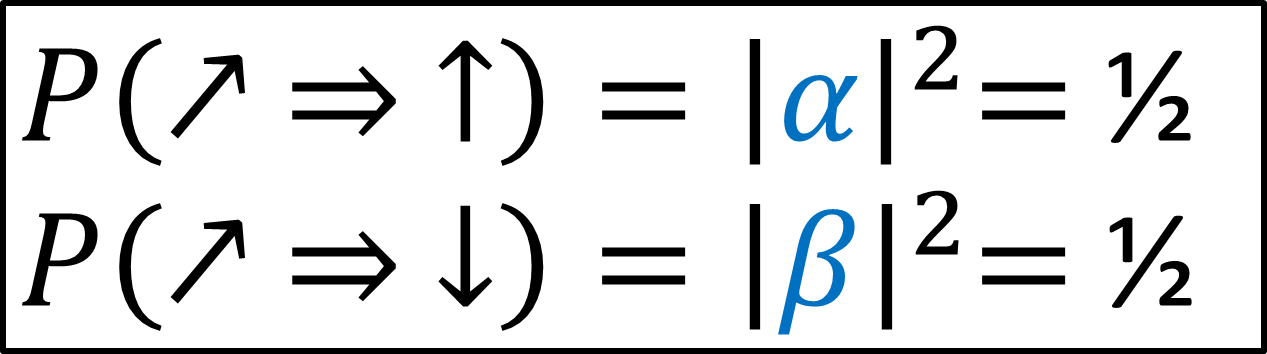 P(↗ ⇒ ↑) = |α|² = ½
P(↗ ⇒ ↓) = |β|² = ½